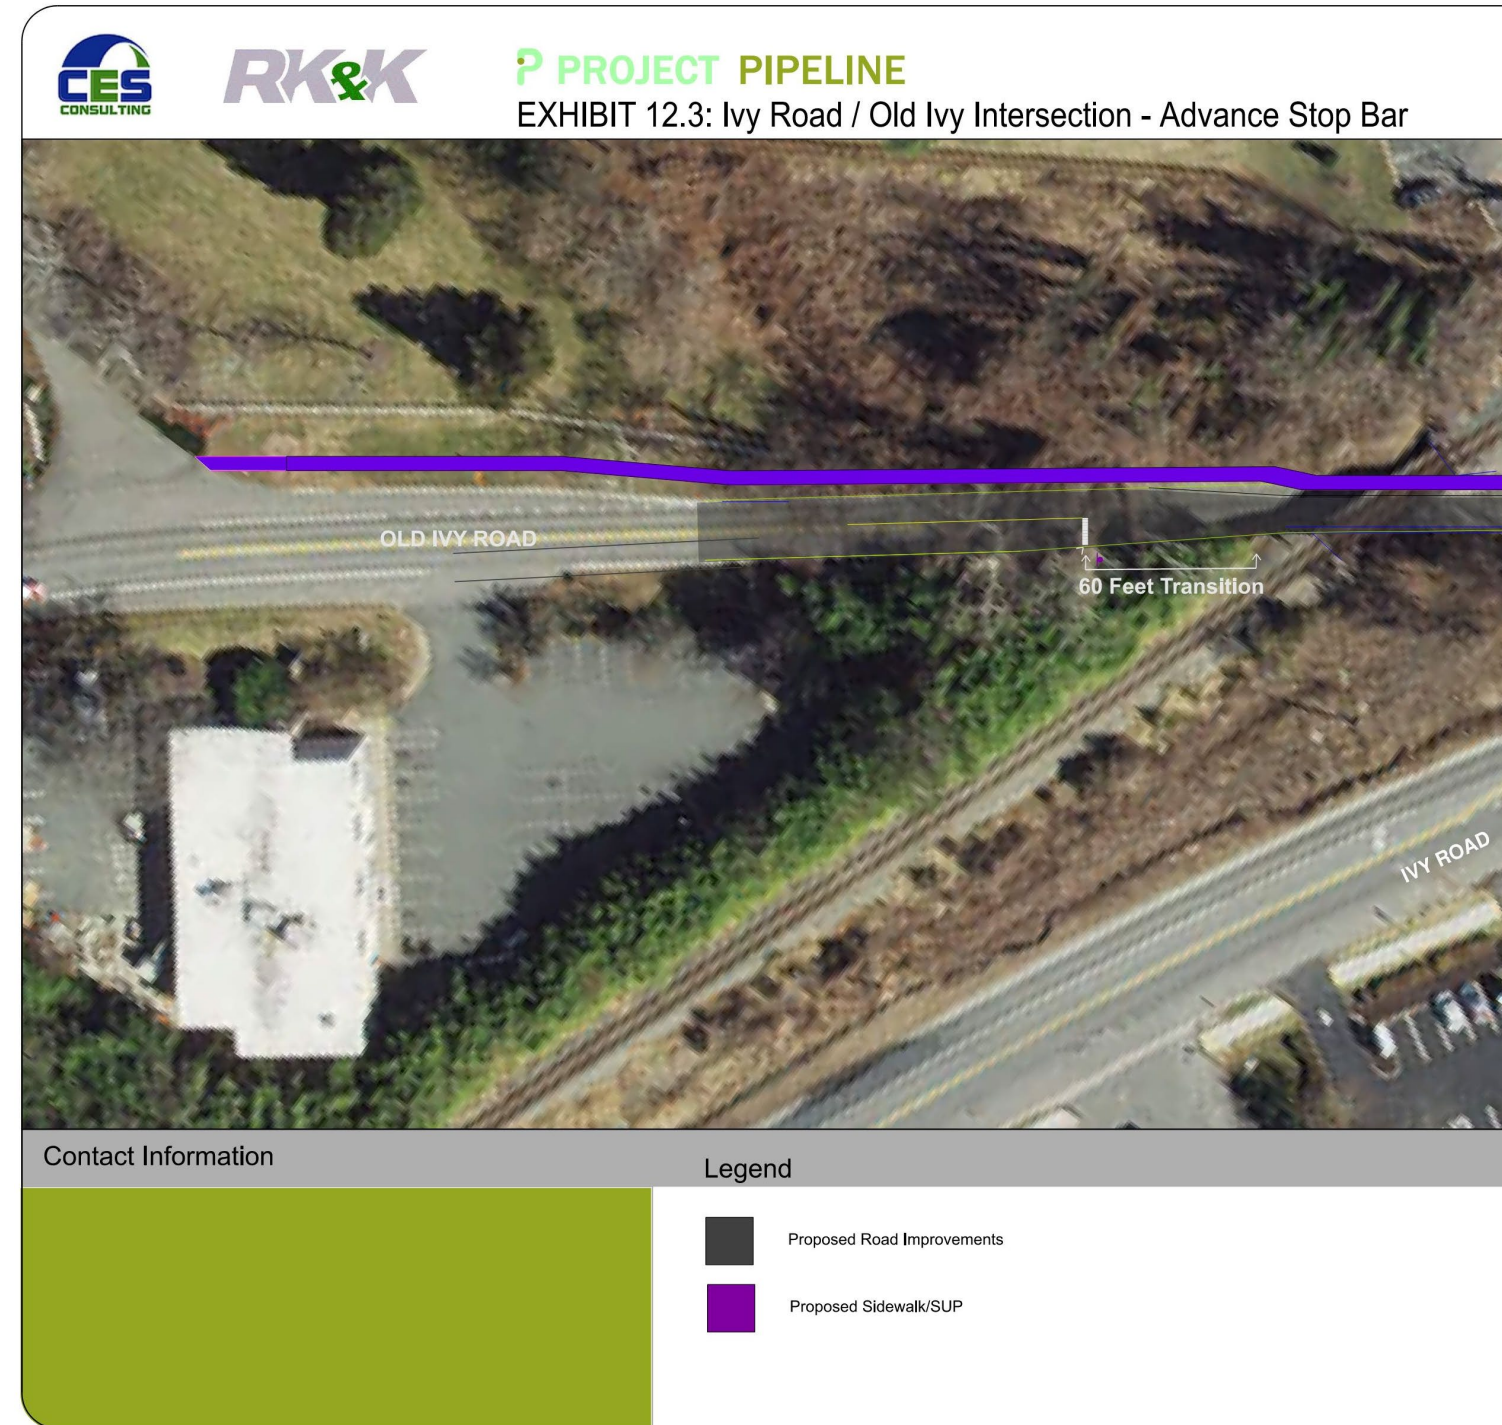 CES
CONSULTING
RK&K
PROJECT PIPELINE
EXHIBIT 12.3: Ivy Road / Old Ivy Intersection - Advance Stop Bar
OLD IVY ROAD
60 Feet Transition
IVY ROAD
Contact Information
Legend
Proposed Road Improvements
Proposed Sidewalk/SUP